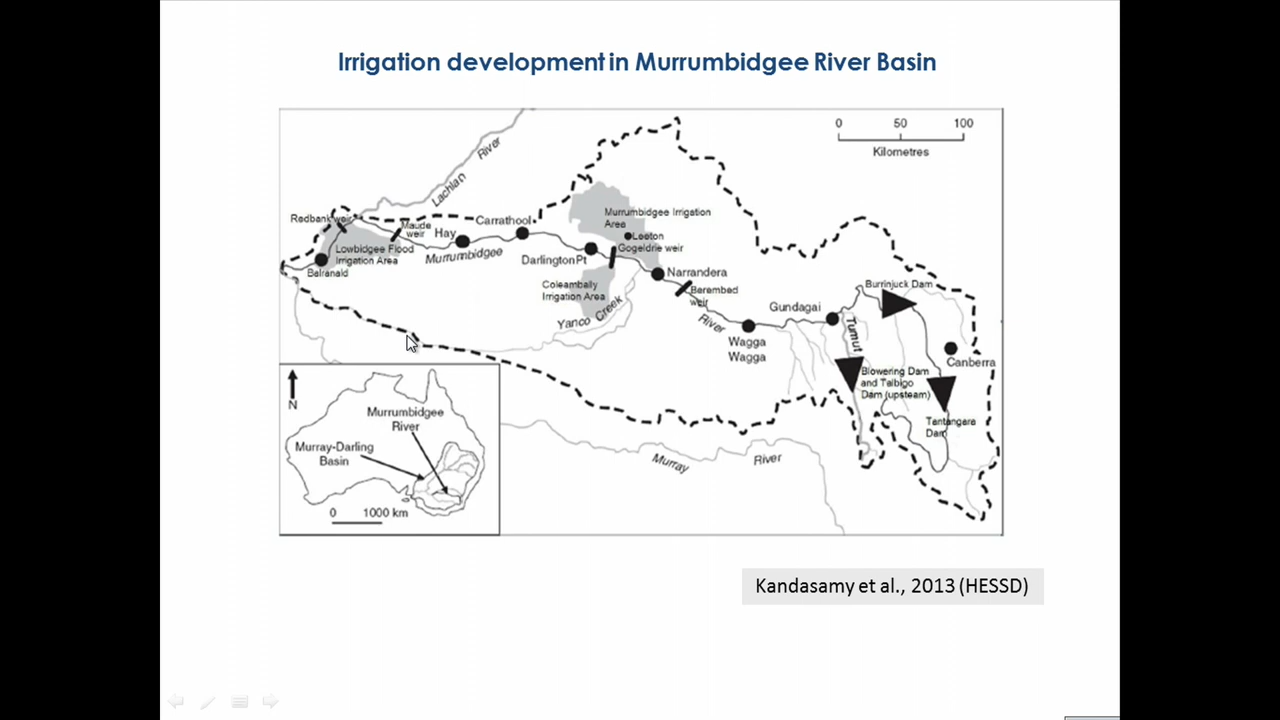 Irrigation development in Murrumbidgee River Basin
0 50 100
Kilometres
Lachlan River
Redbank weir
Maude
weir
Hay
Carrathool
Murrumbidgee Irrigation
Area
Leeton
Gogeldrie weir
Lowbidgee Flood
Irrigation Area
Balranald
Murrumbidgee
Darlington Pt
Narrandera
Coleambally
Irrigation Area
Yanco Creek
Berembed
weir
River
Wagga
Wagga
Gundagai
Tumut
Burrinjuck Dam
Canberra
Blowering Dam
and Talbigo
Dam (upsteam)
Tantangara
Dam
Murray River
N
Murrumbidgee
River
Murray-Darling
Basin
0 1000 km
Kandasamy et al., 2013 (HESSD)